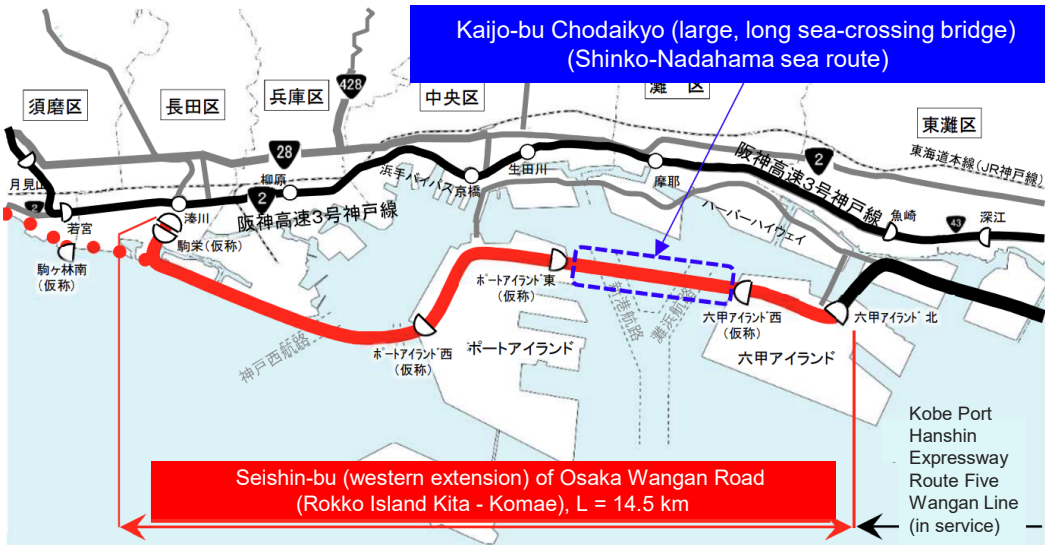 Kaijo-bu Chodaikyo (large, long sea-crossing bridge)
(Shinko-Nadahama sea route)
須磨区
長田区
兵庫区
428
中央区
灘 区
東灘区
28
2
東海道本線(JR神戸線)
月見山
2
若宮
湊川
柳原
2
阪神高速3号神戸線
浜手バイパス
京橋
生田川
摩耶
阪神高速3号神戸線
ハーバーハイウェイ
魚崎
43
深江
駒ヶ林南
(仮称)
駒栄(仮称)
神戸西航路
ポートアイランド西
(仮称)
ポートアイランド東
(仮称)
ポートアイランド
新港航路
灘浜航路
六甲アイランド西
(仮称)
六甲アイランド北
六甲アイランド
Seishin-bu (western extension) of Osaka Wangan Road
(Rokko Island Kita - Komae), L = 14.5 km
Kobe Port
Hanshin
Expressway
Route Five
Wangan Line
(in service)